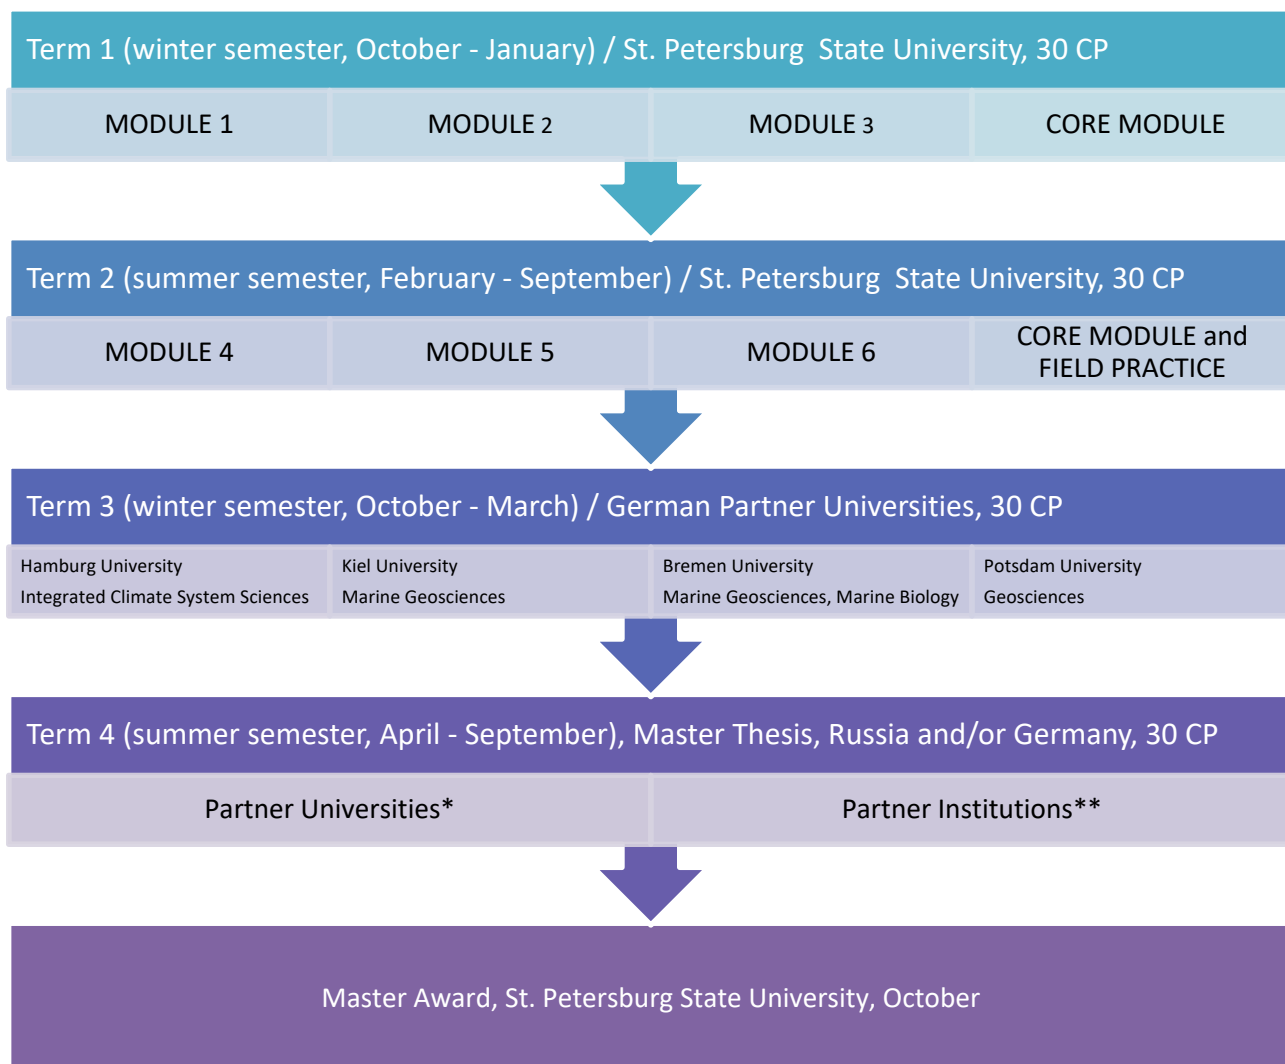 Term 1 (winter semester, October - January) / St. Petersburg  State University, 30 CP
MODULE 1
MODULE 2
MODULE 3
CORE MODULE
Term 2 (summer semester, February - September) / St. Petersburg  State University, 30 CP
MODULE 4
MODULE 5
MODULE 6
CORE MODULE and
FIELD PRACTICE
Term 3 (winter semester, October - March) / German Partner Universities, 30 CP
Hamburg University
Integrated Climate System Sciences
Kiel University
Marine Geosciences
Bremen University
Marine Geosciences, Marine Biology
Potsdam University
Geosciences
Term 4 (summer semester, April - September), Master Thesis, Russia and/or Germany, 30 CP
Partner Universities*
Partner Institutions**
Master Award, St. Petersburg State University, October